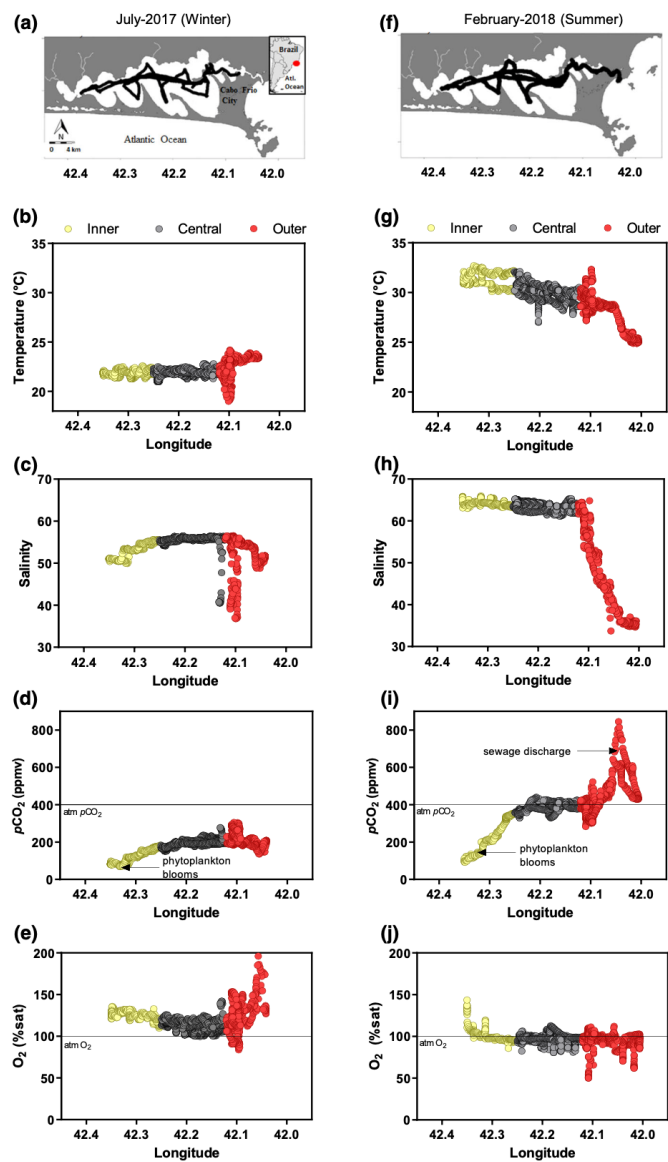 July-2017 (Winter)
(a)
Brazil
Atl.
Ocean
Cabo Frio
City
N
0 4 km
Atlantic Ocean
42.4 42.3 42.2 42.1 42.0
February-2018 (Summer)
(f)
42.4 42.3 42.2 42.1 42.0
(b)
Inner Central Outer
35
30
25
20
Temperature (°C)
42.4 42.3 42.2 42.1 42.0
Longitude
(g)
Inner Central Outer
35
30
25
20
15
Temperature (°C)
42.4 42.3 42.2 42.1 42.0
Longitude
(c)
70
60
50
40
30
Salinity
42.4 42.3 42.2 42.1 42.0
Longitude
(h)
70
60
50
40
30
Salinity
42.4 42.3 42.2 42.1 42.0
Longitude
(d)
800
600
400
200
0
pCO2 (ppmv)
atm pCO2
phytoplankton
blooms
42.4 42.3 42.2 42.1 42.0
Longitude
(i)
800
600
400
200
0
pCO2 (ppmv)
sewage discharge
atm pCO2
phytoplankton
blooms
42.4 42.3 42.2 42.1 42.0
Longitude
(e)
200
150
100
50
0
O2 (%sat)
atm O2
42.4 42.3 42.2 42.1 42.0
Longitude
(j)
200
150
100
50
0
O2 (%sat)
atm O2
42.4 42.3 42.2 42.1 42.0
Longitude